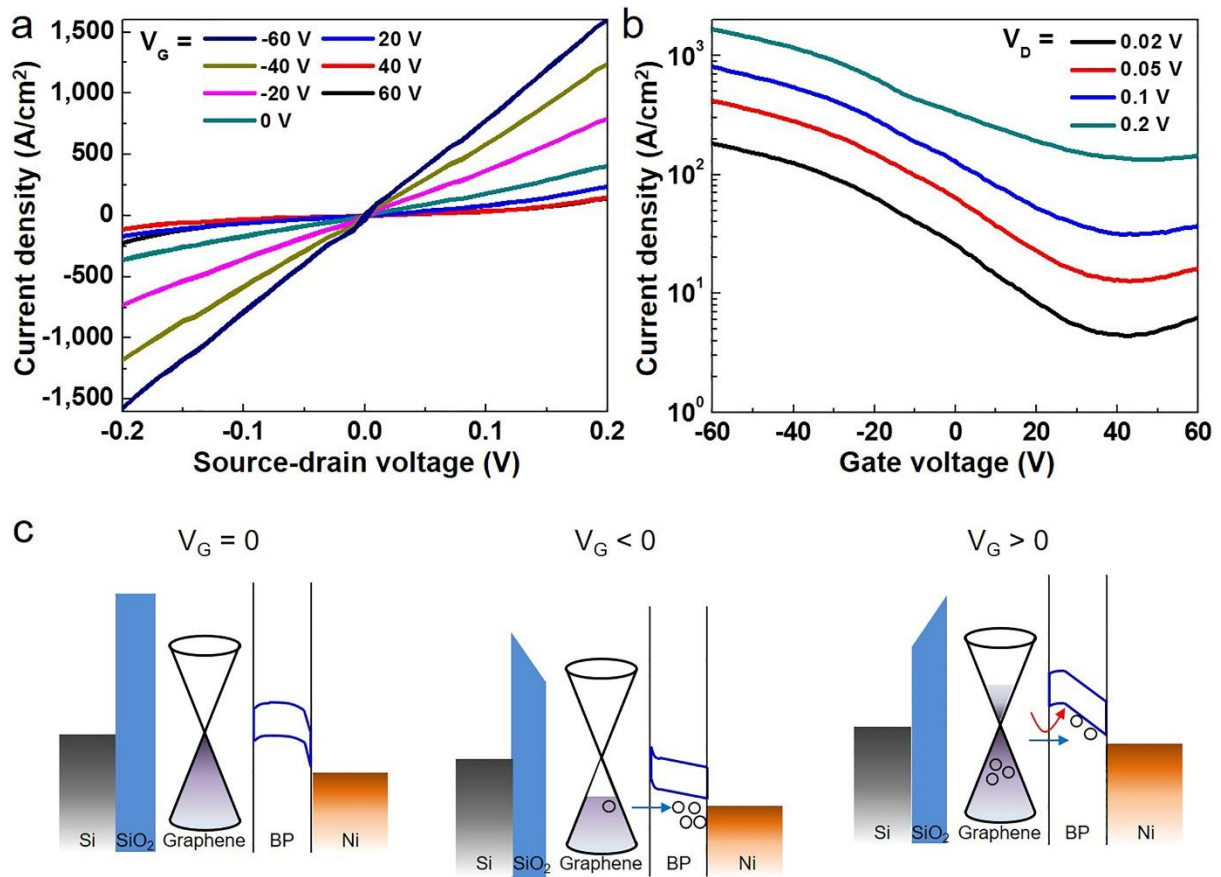 a
Current density (A/cm²)
1,500
1,000
500
0
-500
-1,000
-1,500
V_G =
-60 V
20 V
-40 V
40 V
-20 V
60 V
0 V
-0.2
-0.1
0.0
0.1
0.2
Source-drain voltage (V)
b
Current density (A/cm²)
10³
10²
10¹
10⁰
V_D =
0.02 V
0.05 V
0.1 V
0.2 V
-60
-40
-20
0
20
40
60
Gate voltage (V)
c
V_G = 0
Si
SiO₂
Graphene
BP
Ni
V_G < 0
Si
SiO₂
Graphene
BP
Ni
V_G > 0
Si
SiO₂
Graphene
BP
Ni